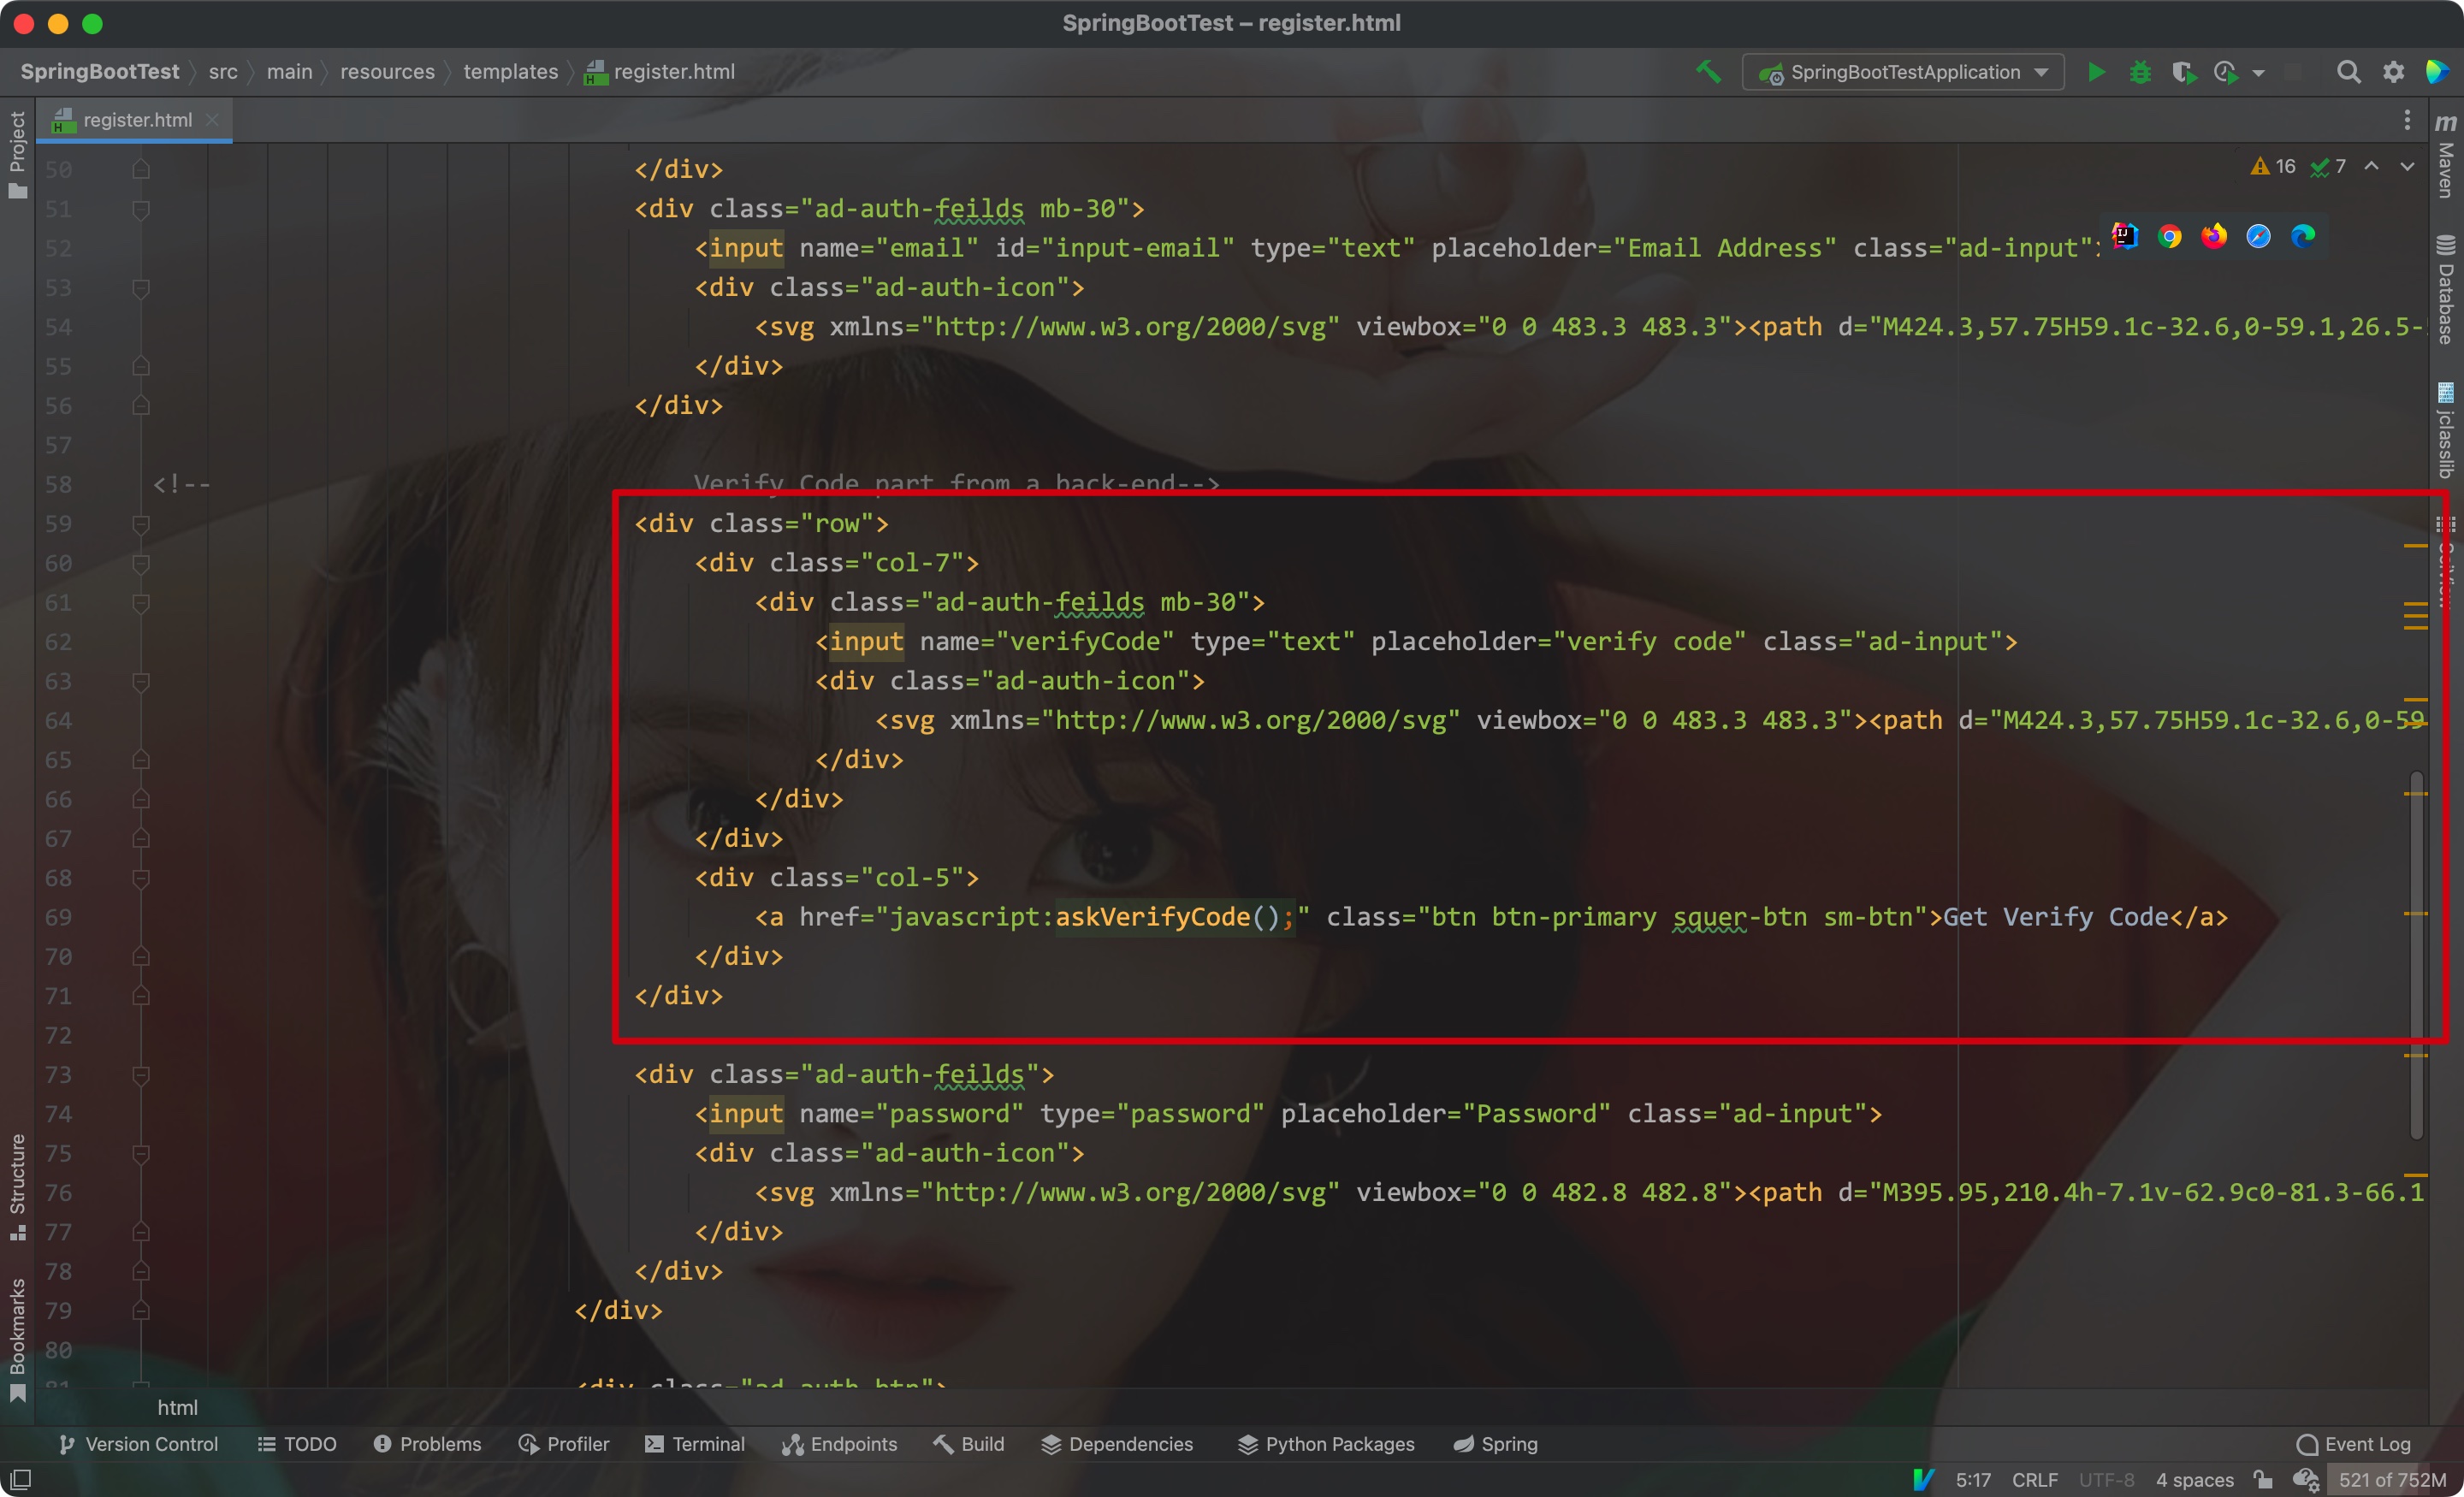 SpringBootTest – register.html
SpringBootTest src main resources templates register.html SpringBootTestApplication
Project
register.html
m
Maven
Database
jclasslib
16 7
50 </div>
51 <div class="ad-auth-feilds mb-30">
52 <input name="email" id="input-email" type="text" placeholder="Email Address" class="ad-input"
53 <div class="ad-auth-icon">
54 <svg xmlns="http://www.w3.org/2000/svg" viewbox="0 0 483.3 483.3"><path d="M424.3,57.75H59.1c-32.6,0-59.1,26.5-
55 </div>
56 </div>
57
58 <!-- Verify Code part from a back-end-->
59 <div class="row">
60 <div class="col-7">
61 <div class="ad-auth-feilds mb-30">
62 <input name="verifyCode" type="text" placeholder="verify code" class="ad-input">
63 <div class="ad-auth-icon">
64 <svg xmlns="http://www.w3.org/2000/svg" viewbox="0 0 483.3 483.3"><path d="M424.3,57.75H59.1c-32.6,0-59
65 </div>
66 </div>
67 </div>
68 <div class="col-5">
69 <a href="javascript:askVerifyCode();" class="btn btn-primary squer-btn sm-btn">Get Verify Code</a>
70 </div>
71 </div>
72
73 <div class="ad-auth-feilds">
74 <input name="password" type="password" placeholder="Password" class="ad-input">
75 <div class="ad-auth-icon">
76 <svg xmlns="http://www.w3.org/2000/svg" viewbox="0 0 482.8 482.8"><path d="M395.95,210.4h-7.1v-62.9c0-81.3-66.1
77 </div>
78 </div>
79 </div>
80
81 <div class="ad-auth-btn">
Structure
Bookmarks
html
Version Control TODO Problems Profiler Terminal Endpoints Build Dependencies Python Packages Spring Event Log
5:17 CRLF UTF-8 4 spaces 521 of 752M